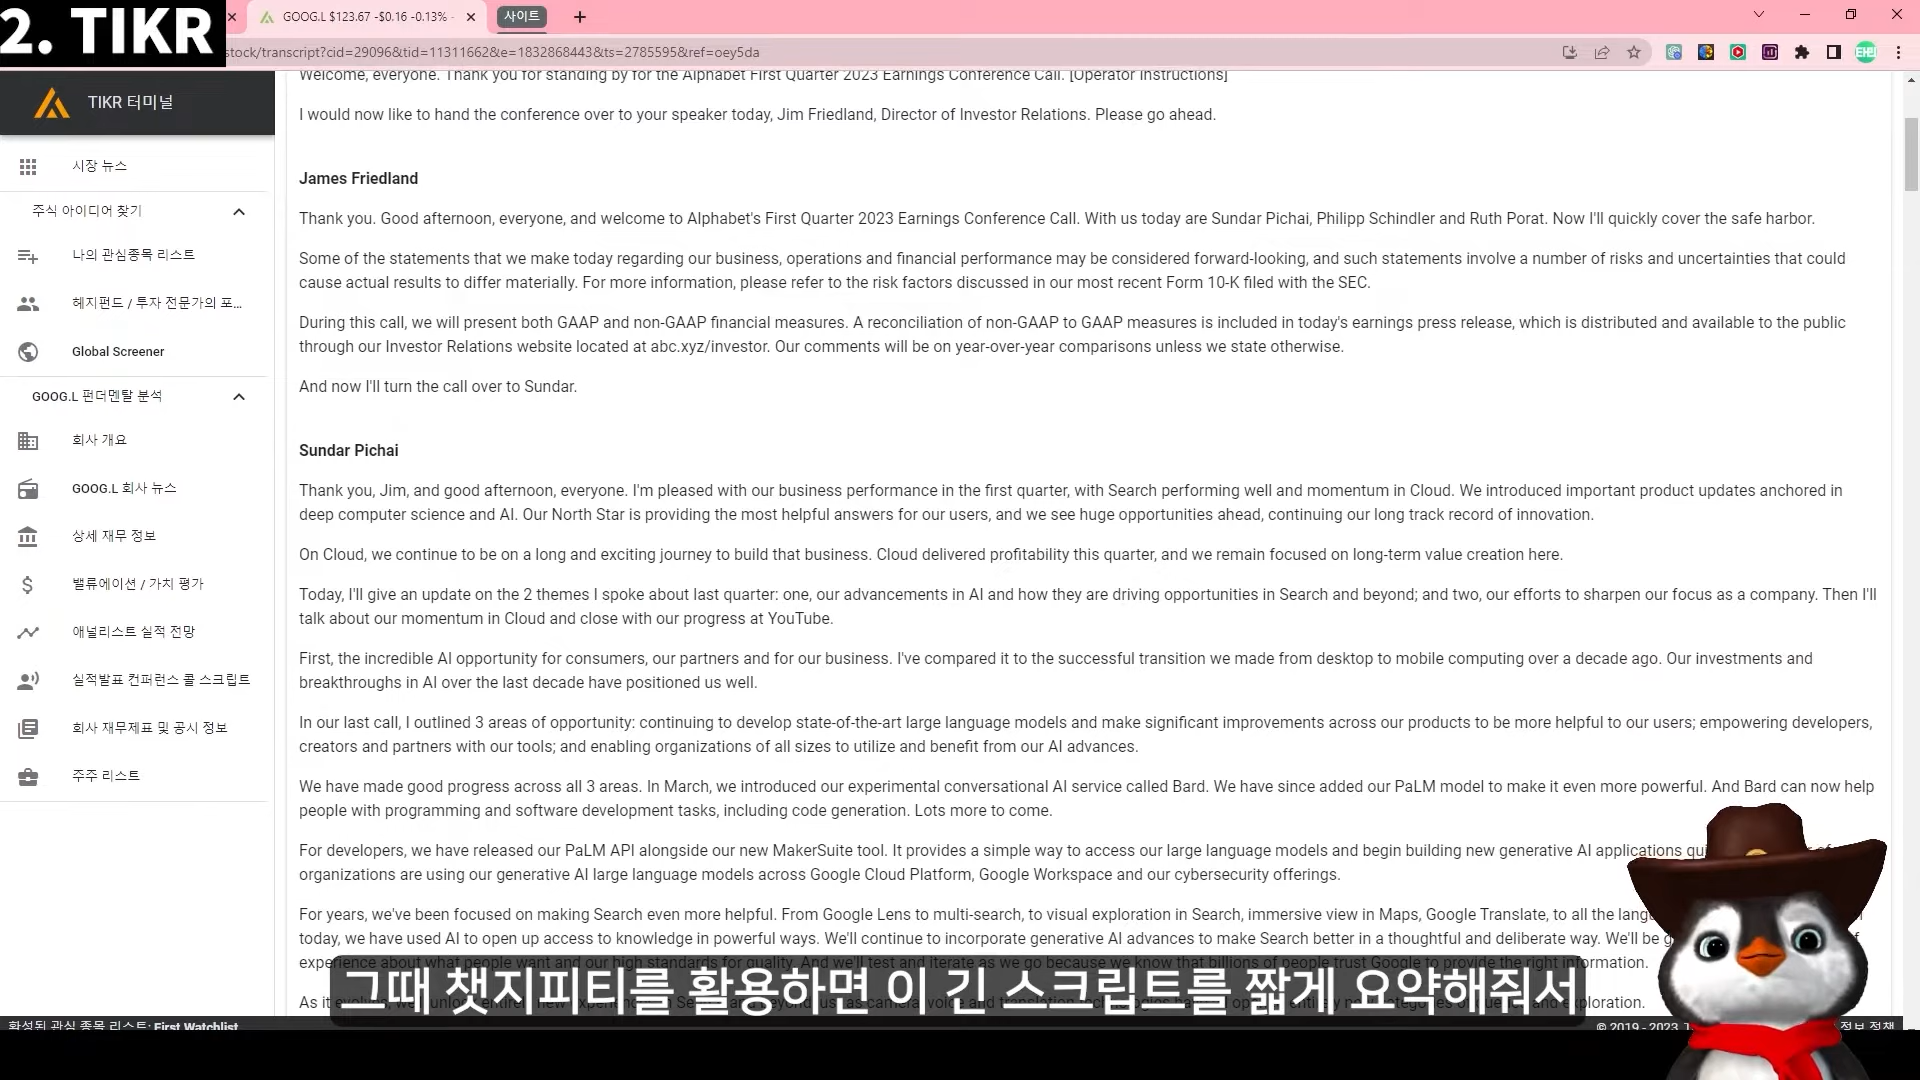 2. TIKR
GOOG.L $123.67 -$0.16 -0.13% -
사이트
stock/transcript?cid=29096&tid=11311662&e=1832868443&ts=2785595&ref=oey5da
타민
TIKR 터미널
시장 뉴스
주식 아이디어 찾기
나의 관심종목 리스트
헤지펀드 / 투자 전문가의 포...
Global Screener
GOOG.L 펀더멘탈 분석
회사 개요
GOOG.L 회사 뉴스
상세 재무 정보
밸류에이션 / 가치 평가
애널리스트 실적 전망
실적발표 컨퍼런스 콜 스크립트
회사 재무제표 및 공시 정보
주주 리스트
활성된 관심 종목 리스트: First Watchlist
Welcome, everyone. Thank you for standing by for the Alphabet First Quarter 2023 Earnings Conference Call. [Operator Instructions]
I would now like to hand the conference over to your speaker today, Jim Friedland, Director of Investor Relations. Please go ahead.
James Friedland
Thank you. Good afternoon, everyone, and welcome to Alphabet's First Quarter 2023 Earnings Conference Call. With us today are Sundar Pichai, Philipp Schindler and Ruth Porat. Now I'll quickly cover the safe harbor.
Some of the statements that we make today regarding our business, operations and financial performance may be considered forward-looking, and such statements involve a number of risks and uncertainties that could
cause actual results to differ materially. For more information, please refer to the risk factors discussed in our most recent Form 10-K filed with the SEC.
During this call, we will present both GAAP and non-GAAP financial measures. A reconciliation of non-GAAP to GAAP measures is included in today's earnings press release, which is distributed and available to the public
through our Investor Relations website located at abc.xyz/investor. Our comments will be on year-over-year comparisons unless we state otherwise.
And now I'll turn the call over to Sundar.
Sundar Pichai
Thank you, Jim, and good afternoon, everyone. I'm pleased with our business performance in the first quarter, with Search performing well and momentum in Cloud. We introduced important product updates anchored in
deep computer science and AI. Our North Star is providing the most helpful answers for our users, and we see huge opportunities ahead, continuing our long track record of innovation.
On Cloud, we continue to be on a long and exciting journey to build that business. Cloud delivered profitability this quarter, and we remain focused on long-term value creation here.
Today, I'll give an update on the 2 themes I spoke about last quarter: one, our advancements in AI and how they are driving opportunities in Search and beyond; and two, our efforts to sharpen our focus as a company. Then I'll
talk about our momentum in Cloud and close with our progress at YouTube.
First, the incredible AI opportunity for consumers, our partners and for our business. I've compared it to the successful transition we made from desktop to mobile computing over a decade ago. Our investments and
breakthroughs in AI over the last decade have positioned us well.
In our last call, I outlined 3 areas of opportunity: continuing to develop state-of-the-art large language models and make significant improvements across our products to be more helpful to our users; empowering developers,
creators and partners with our tools; and enabling organizations of all sizes to utilize and benefit from our AI advances.
We have made good progress across all 3 areas. In March, we introduced our experimental conversational AI service called Bard. We have since added our PaLM model to make it even more powerful. And Bard can now help
people with programming and software development tasks, including code generation. Lots more to come.
For developers, we have released our PaLM API alongside our new MakerSuite tool. It provides a simple way to access our large language models and begin building new generative AI applications
organizations are using our generative AI large language models across Google Cloud Platform, Google Workspace and our cybersecurity offerings.
For years, we've been focused on making Search even more helpful. From Google Lens to multi-search, to visual exploration in Search, immersive view in Maps, Google Translate, to all the
today, we have used AI to open up access to knowledge in powerful ways. We'll continue to incorporate generative AI advances to make Search better in a thoughtful and deliberate way. We'll be
experience about what people want and our high standards for quality. And we'll test and iterate as we go because we know that billions of people trust Google to provide the right information.
As it
exploration.
그때 챗지피티를 활용하면 이 긴 스크립트를 짧게 요약해줘서
© 2019 - 2023
정보 정책